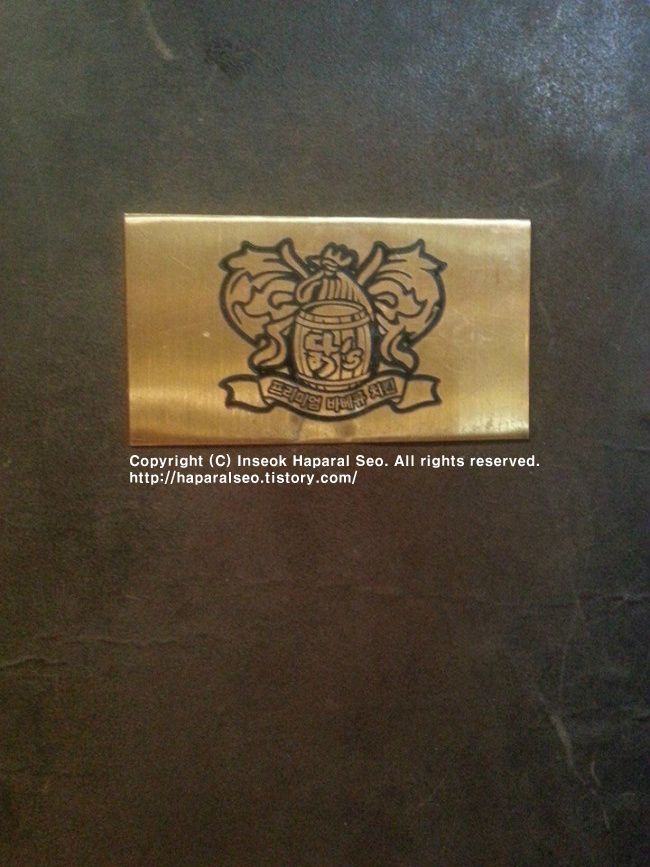 프리미엄 바베큐 치킨
Copyright (C) Inseok Haparal Seo. All rights reserved.
http://haparalseo.tistory.com/